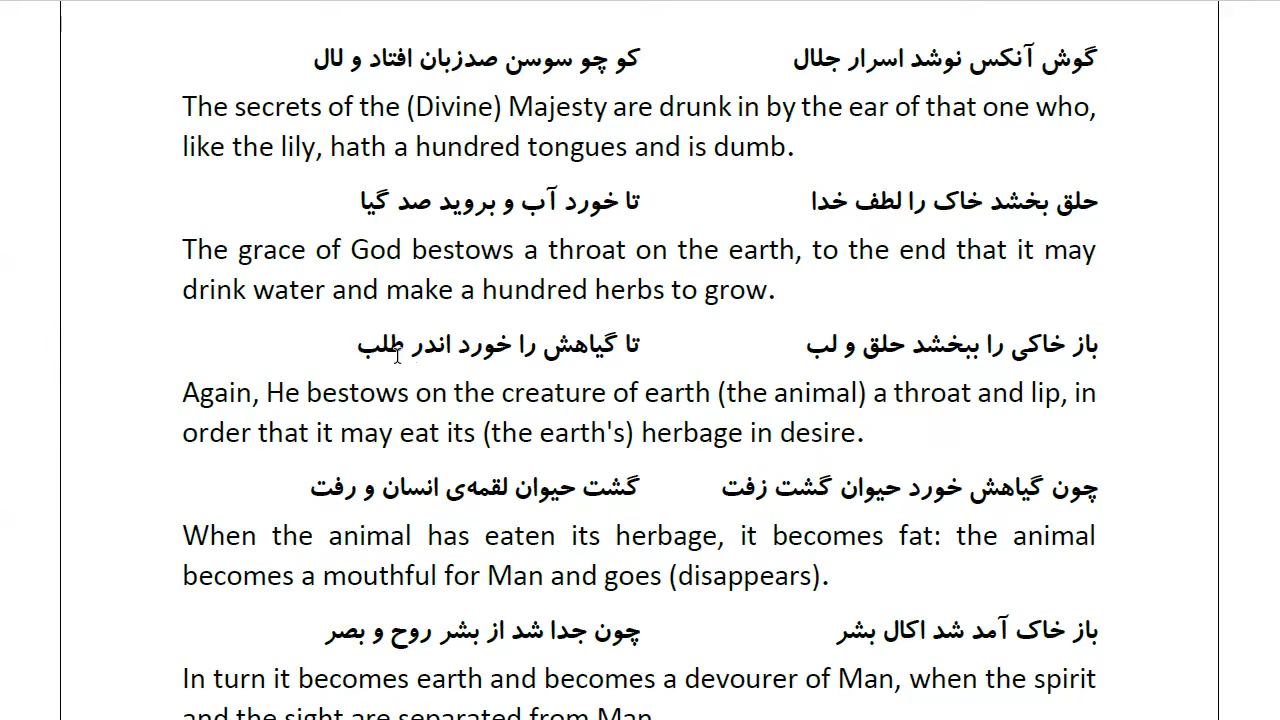 گوش آنکس نوشد اسرار جلال کو چو سوسن صدزبان افتاد و لال
The secrets of the (Divine) Majesty are drunk in by the ear of that one who,
like the lily, hath a hundred tongues and is dumb.
حلق بخشد خاک را لطف خدا تا خورد آب و بروید صد گیا
The grace of God bestows a throat on the earth, to the end that it may
drink water and make a hundred herbs to grow.
باز خاکی را ببخشد حلق و لب تا گیاهش را خورد اندر طلب
Again, He bestows on the creature of earth (the animal) a throat and lip, in
order that it may eat its (the earth's) herbage in desire.
چون گیاهش خورد حیوان گشت زفت گشت حیوان لقمه‌ی انسان و رفت
When the animal has eaten its herbage, it becomes fat: the animal
becomes a mouthful for Man and goes (disappears).
باز خاک آمد شد اکال بشر چون جدا شد از بشر روح و بصر
In turn it becomes earth and becomes a devourer of Man, when the spirit
and the sight are separated from Man.